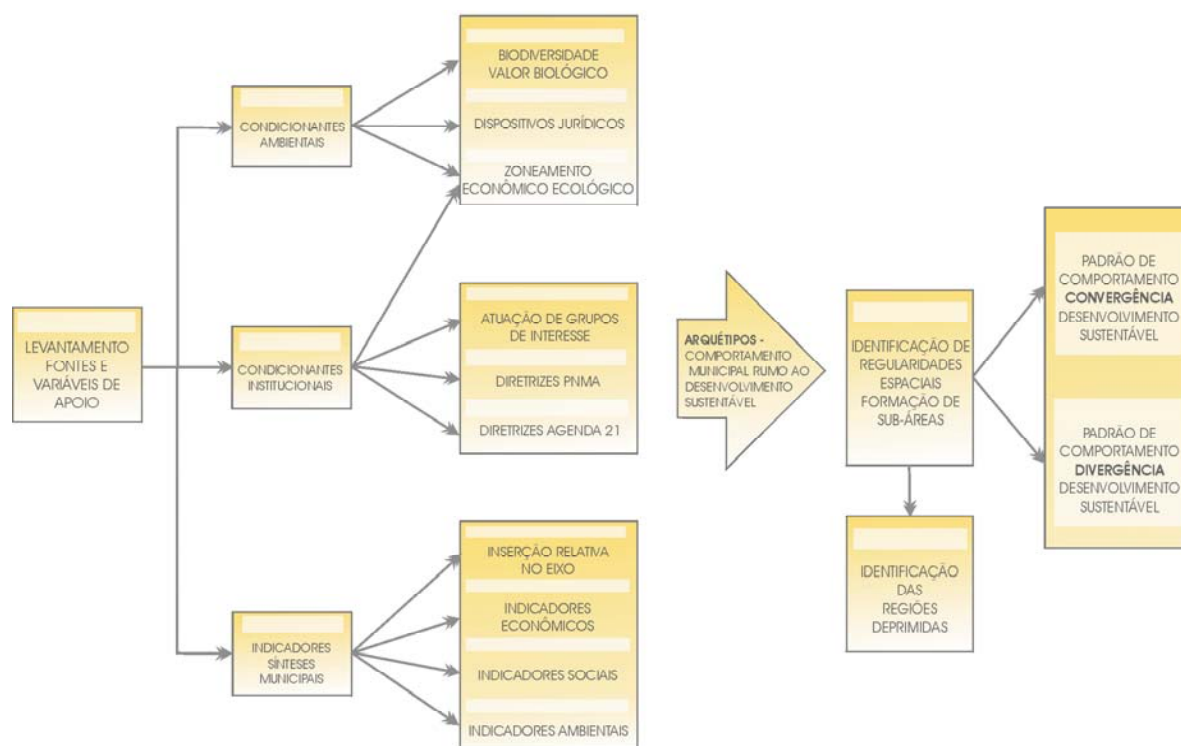 BIODIVERSIDADE
VALOR BIOLÓGICO
DISPOSITIVOS JURÍDICOS
ZONEAMENTO
ECONÔMICO ECOLÓGICO
CONDICIONANTES
AMBIENTAIS
LEVANTAMENTO
FONTES E
VARIÁVEIS DE
APOIO
CONDICIONANTES
INSTITUCIONAIS
ATUAÇÃO DE GRUPOS
DE INTERESSE
DIRETRIZES PNMA
DIRETRIZES AGENDA 21
INDICADORES
SÍNTESES
MUNICIPAIS
INSERÇÃO RELATIVA
NO EIXO
INDICADORES
ECONÔMICOS
INDICADORES SOCIAIS
INDICADORES AMBIENTAIS
ARQUÉTIPOS -
COMPORTAMENTO
MUNICIPAL RUMO AO
DESENVOLVIMENTO
SUSTENTÁVEL
IDENTIFICAÇÃO DE
REGULARIDADES
ESPACIAIS
FORMAÇÃO DE
SUB-ÁREAS
IDENTIFICAÇÃO
DAS
REGIÕES
DEPRIMIDAS
PADRÃO DE
COMPORTAMENTO
CONVERGÊNCIA
DESENVOLVIMENTO
SUSTENTÁVEL
PADRÃO DE
COMPORTAMENTO
DIVERGÊNCIA
DESENVOLVIMENTO
SUSTENTÁVEL